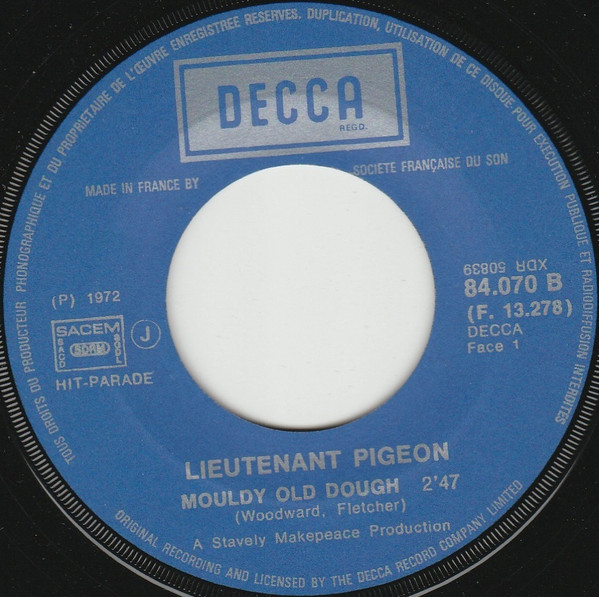 TOUS DROITS DU PRODUCTEUR PHONOGRAPHIQUE ET DU PROPRIETAIRE DE L'ŒUVRE ENREGISTREE RESERVES. DUPLICATION, UTILISATION DE CE DISQUE POUR EXECUTION PUBLIQUE ET RADIODIFFUSION INTERDITES
DECCA
REGD.
MADE IN FRANCE BY
SOCIETE FRANÇAISE DU SON
XDR 50839
84.070 B
(F. 13.278)
DECCA
Face 1
(P) 1972
SACEM
SACD
SDRM
SGDL
J
HIT-PARADE
LIEUTENANT PIGEON
MOULDY OLD DOUGH 2'47
(Woodward, Fletcher)
A Stavely Makepeace Production
ORIGINAL RECORDING AND LICENSED BY THE DECCA RECORD COMPANY LIMITED